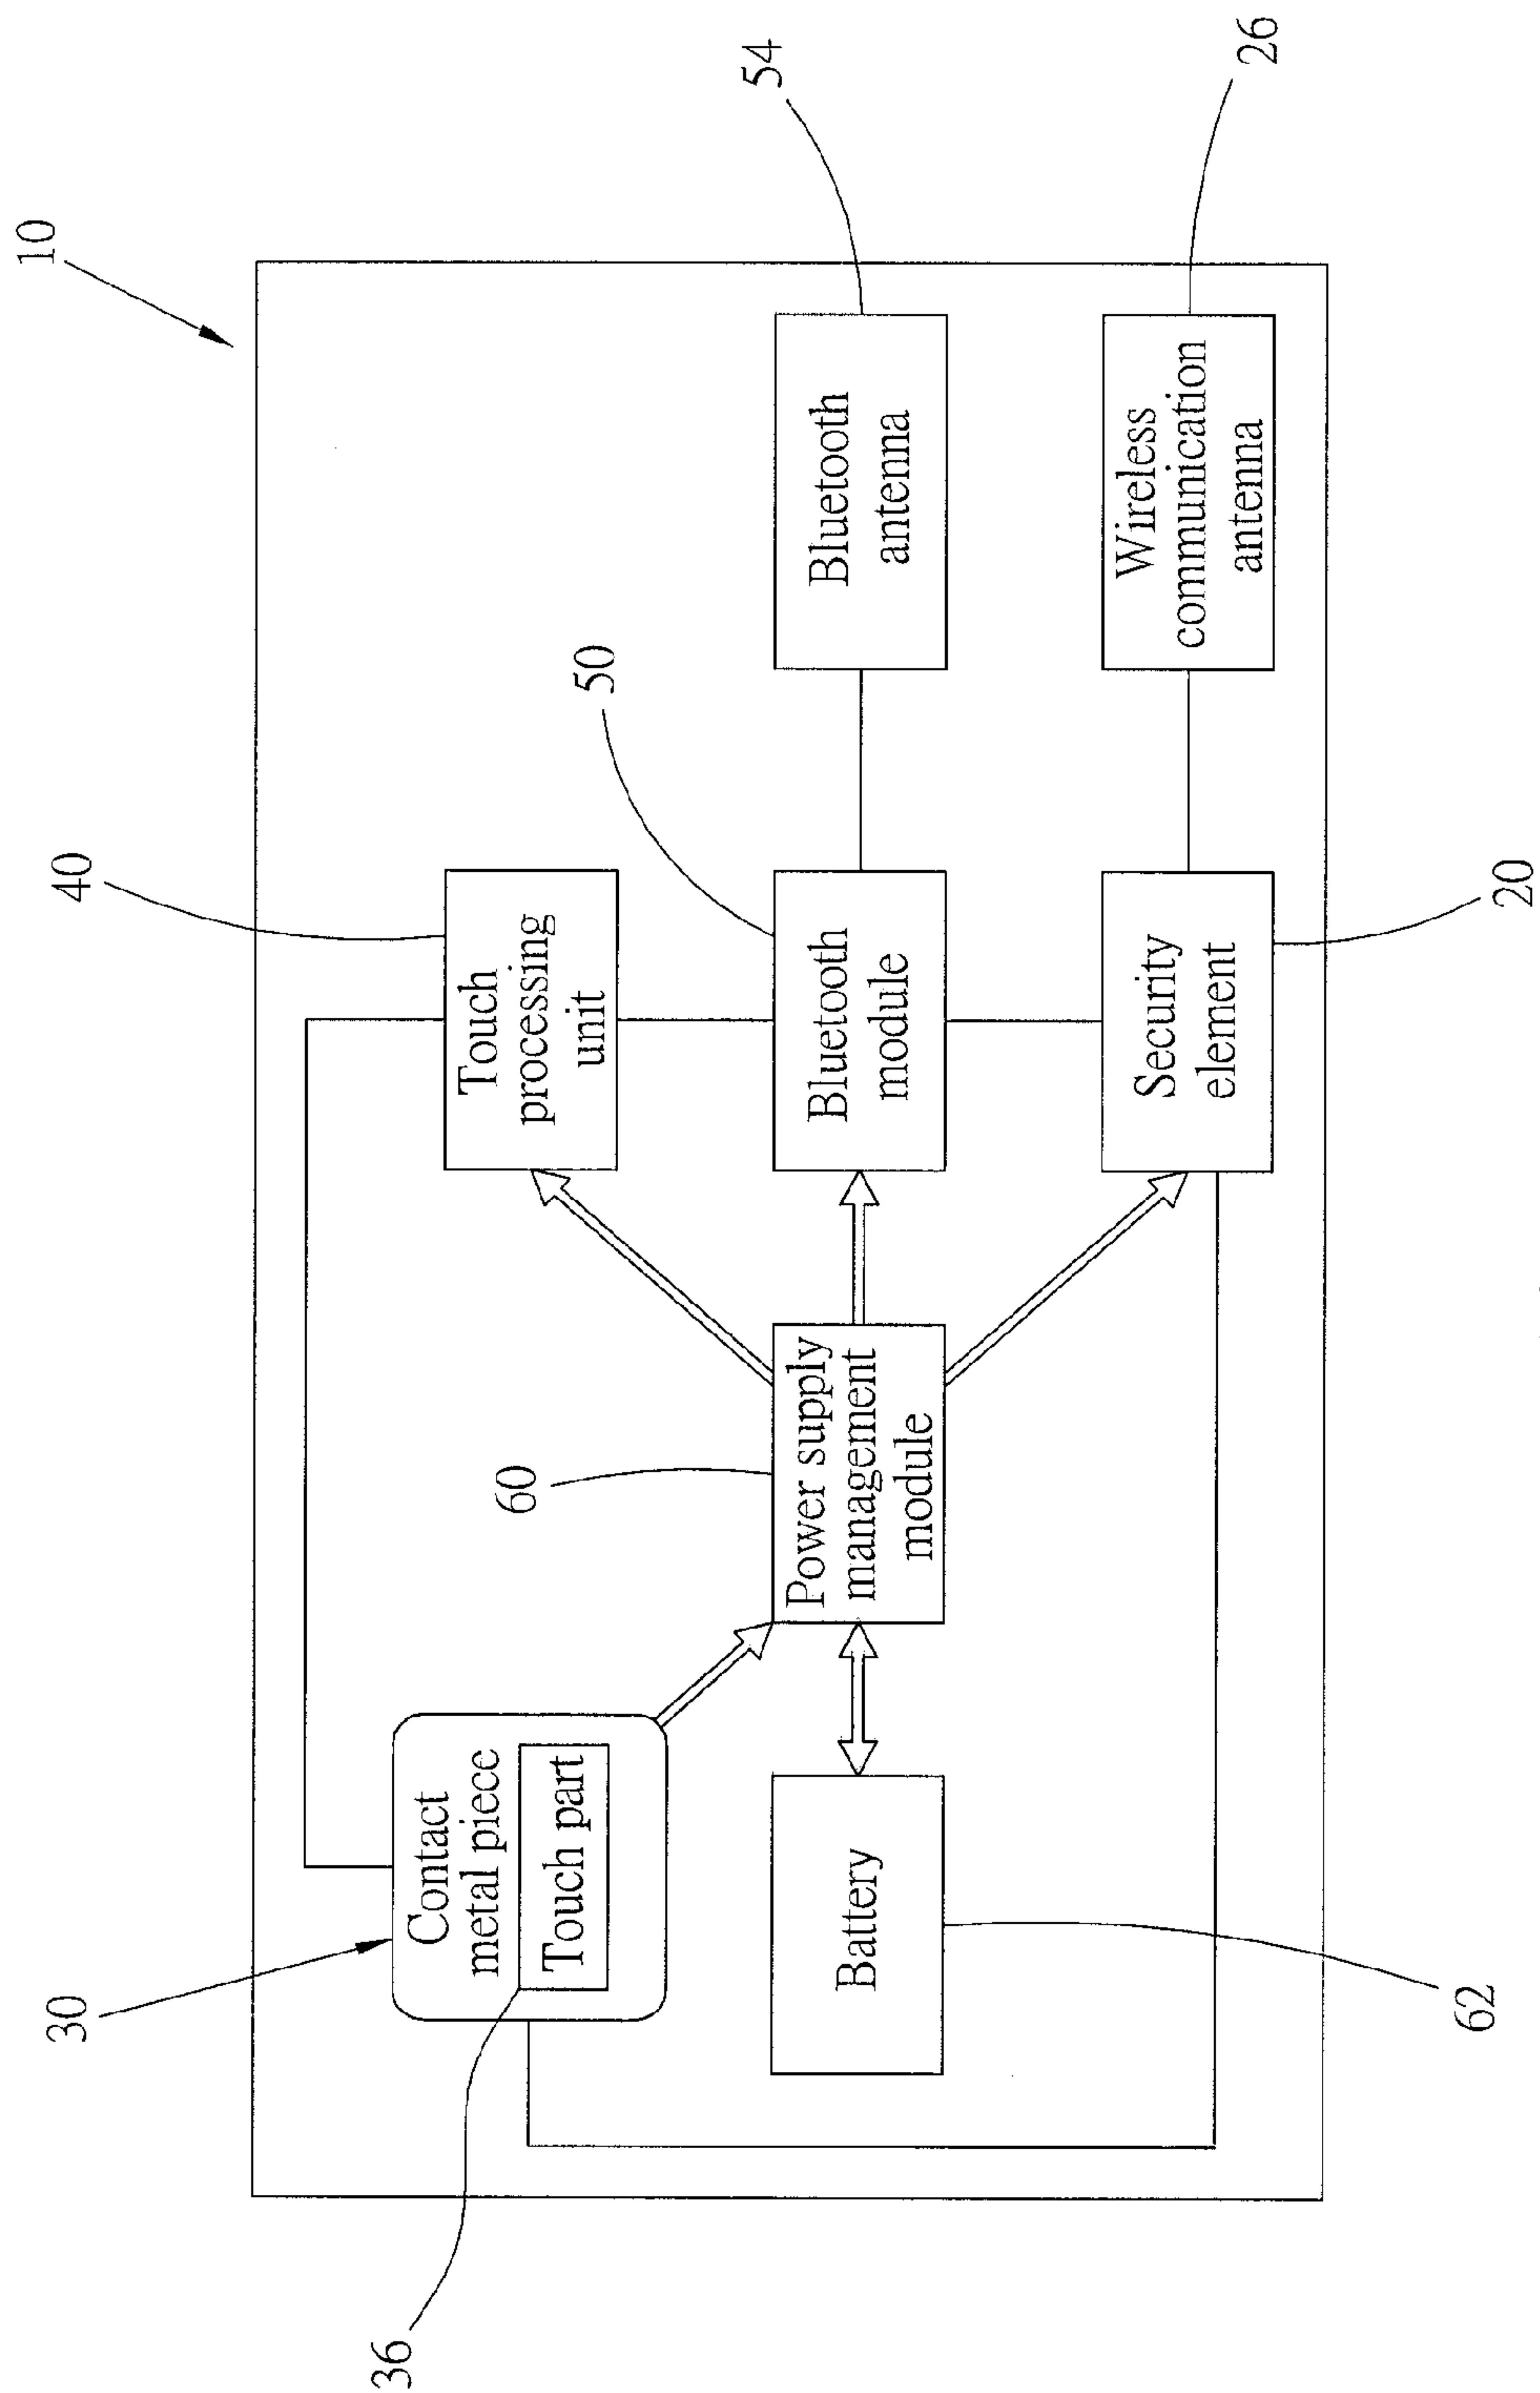 10
30
40
Contact
metal piece
Touch part
36
Touch
processing
unit
60
50
54
Battery
Power supply
management
module
Bluetooth
module
Bluetooth
antenna
62
Security
element
20
Wireless
communication
antenna
26